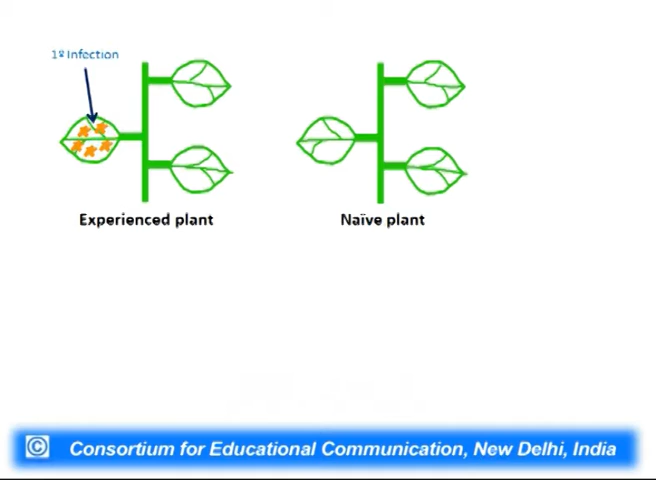 1º Infection
Experienced plant
Naïve plant
© Consortium for Educational Communication, New Delhi, India